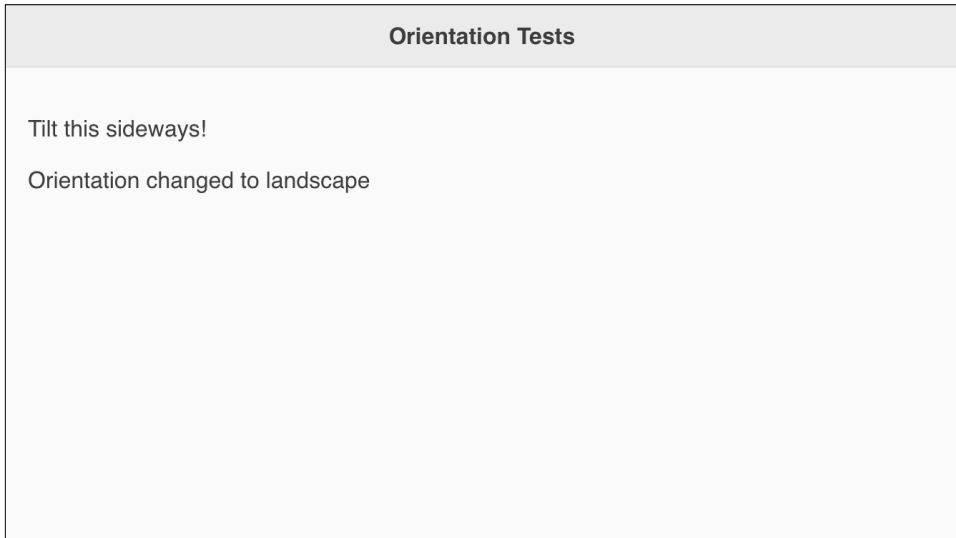 Orientation Tests
Tilt this sideways!
Orientation changed to landscape